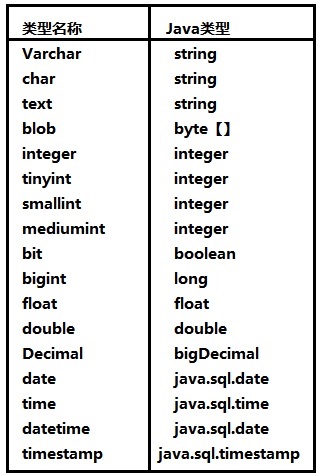 类型名称 Java类型
Varchar string
char string
text string
blob byte【】
integer integer
tinyint integer
smallint integer
mediumint integer
bit boolean
bigint long
float float
double double
Decimal bigDecimal
date java.sql.date
time java.sql.time
datetime java.sql.date
timestamp java.sql.timestamp